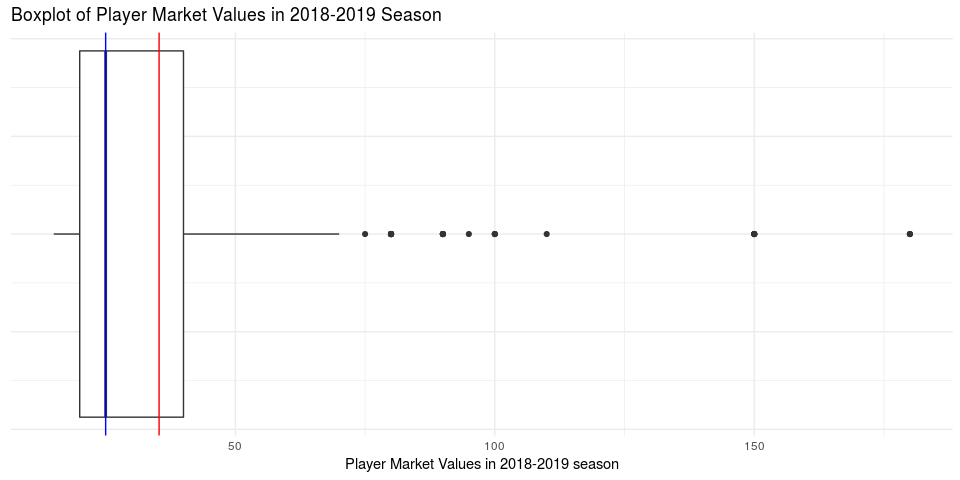 Boxplot of Player Market Values in 2018-2019 Season
50
100
150
Player Market Values in 2018-2019 season